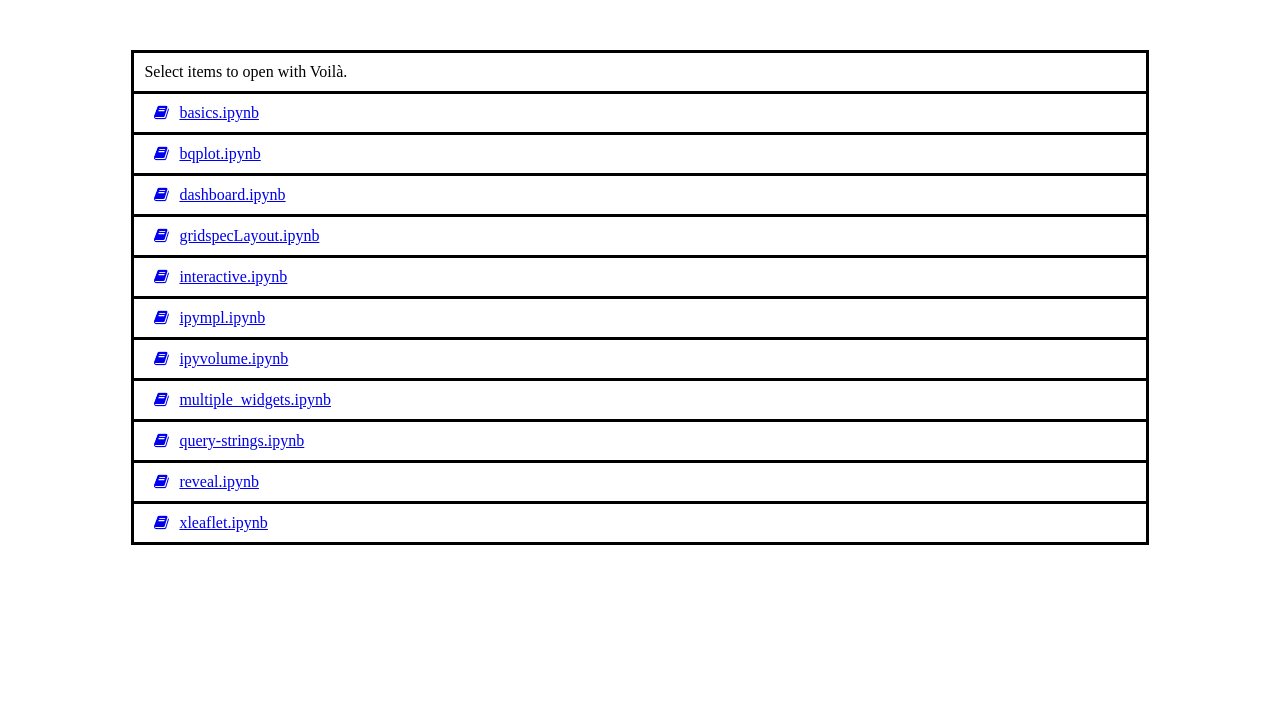 Select items to open with Voilà.
basics.ipynb
bqplot.ipynb
dashboard.ipynb
gridspecLayout.ipynb
interactive.ipynb
ipympl.ipynb
ipyvolume.ipynb
multiple_widgets.ipynb
query-strings.ipynb
reveal.ipynb
xleaflet.ipynb